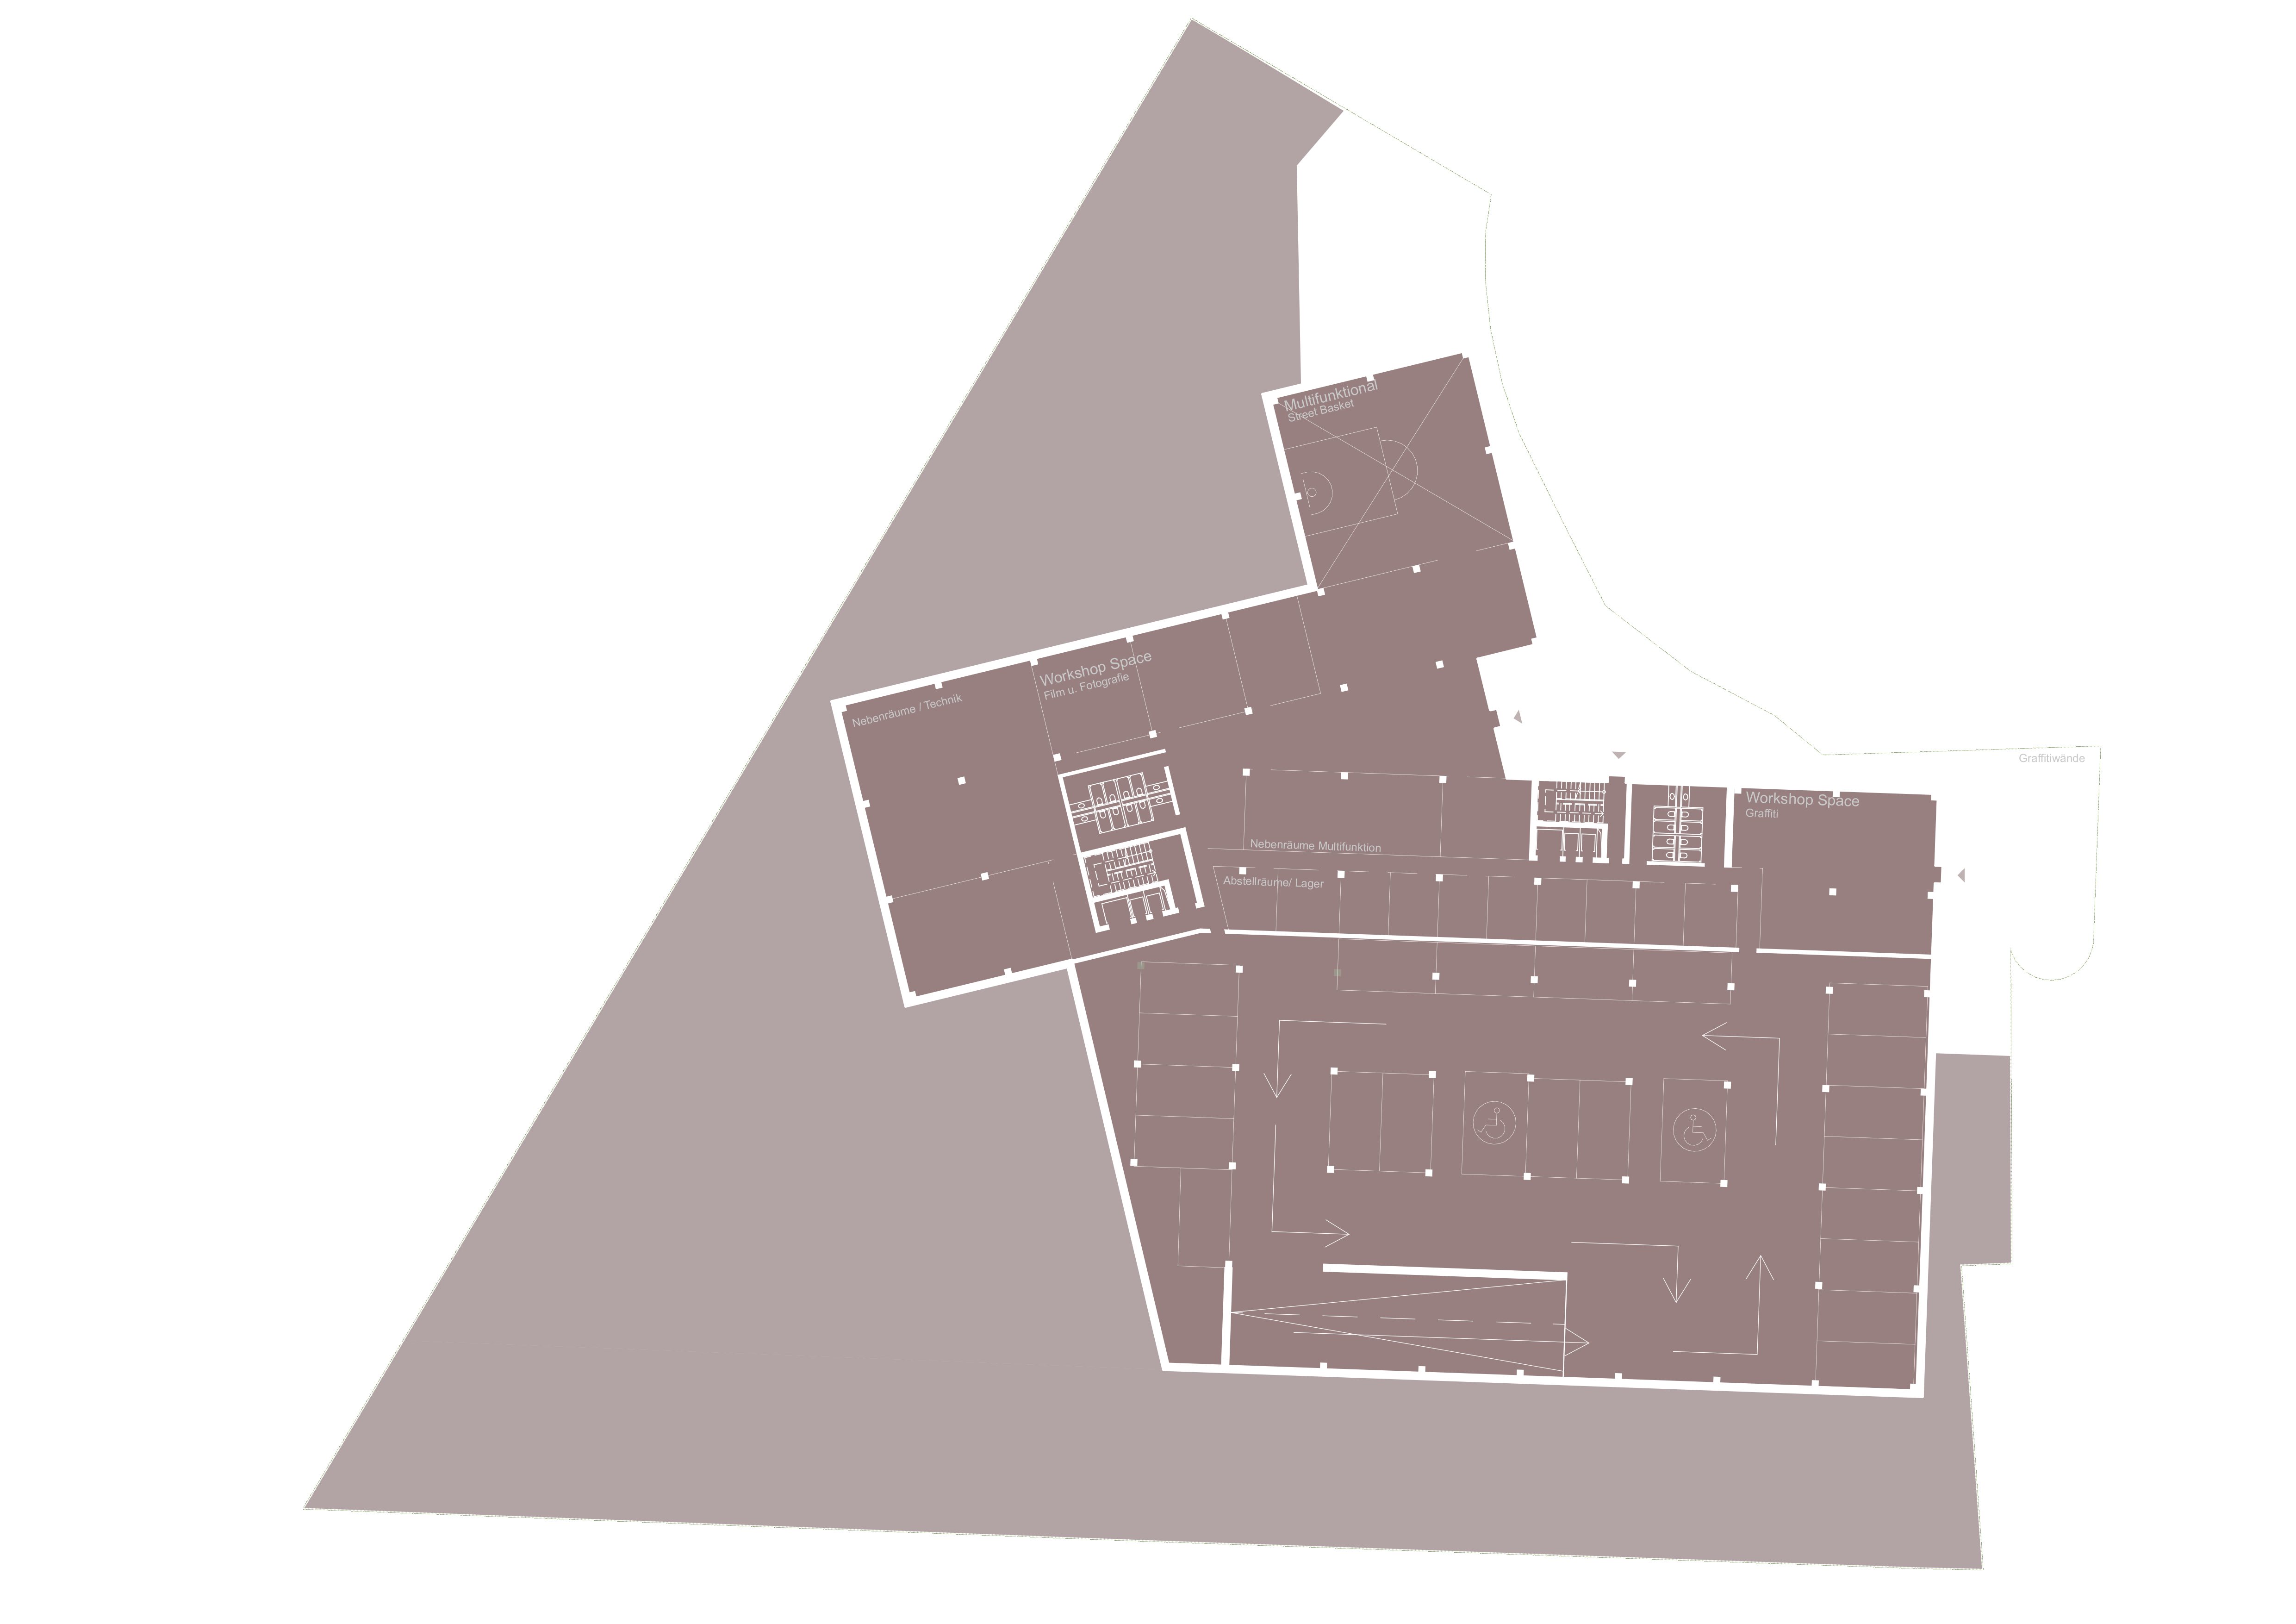 Multifunktional
Street Basket
Workshop Space
Film u. Fotografie
Nebenräume / Technik
Graffitiwände
Workshop Space
Graffiti
Nebenräume Multifunktion
Abstellräume/ Lager